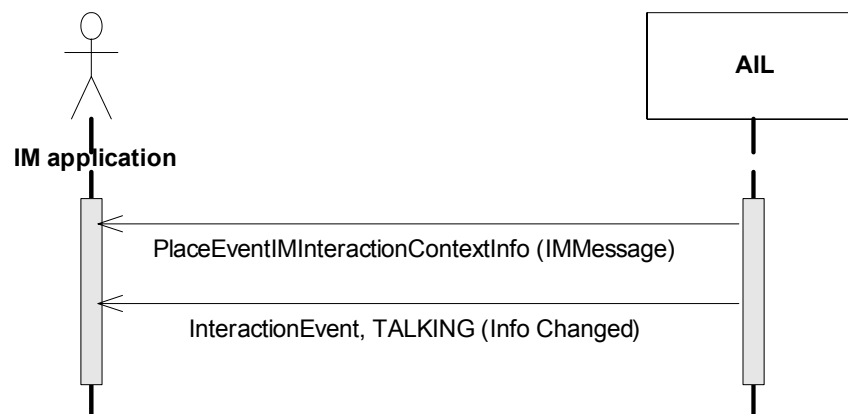 AIL
IM application
PlaceEventIMInteractionContextInfo (IMMessage)
InteractionEvent, TALKING (Info Changed)